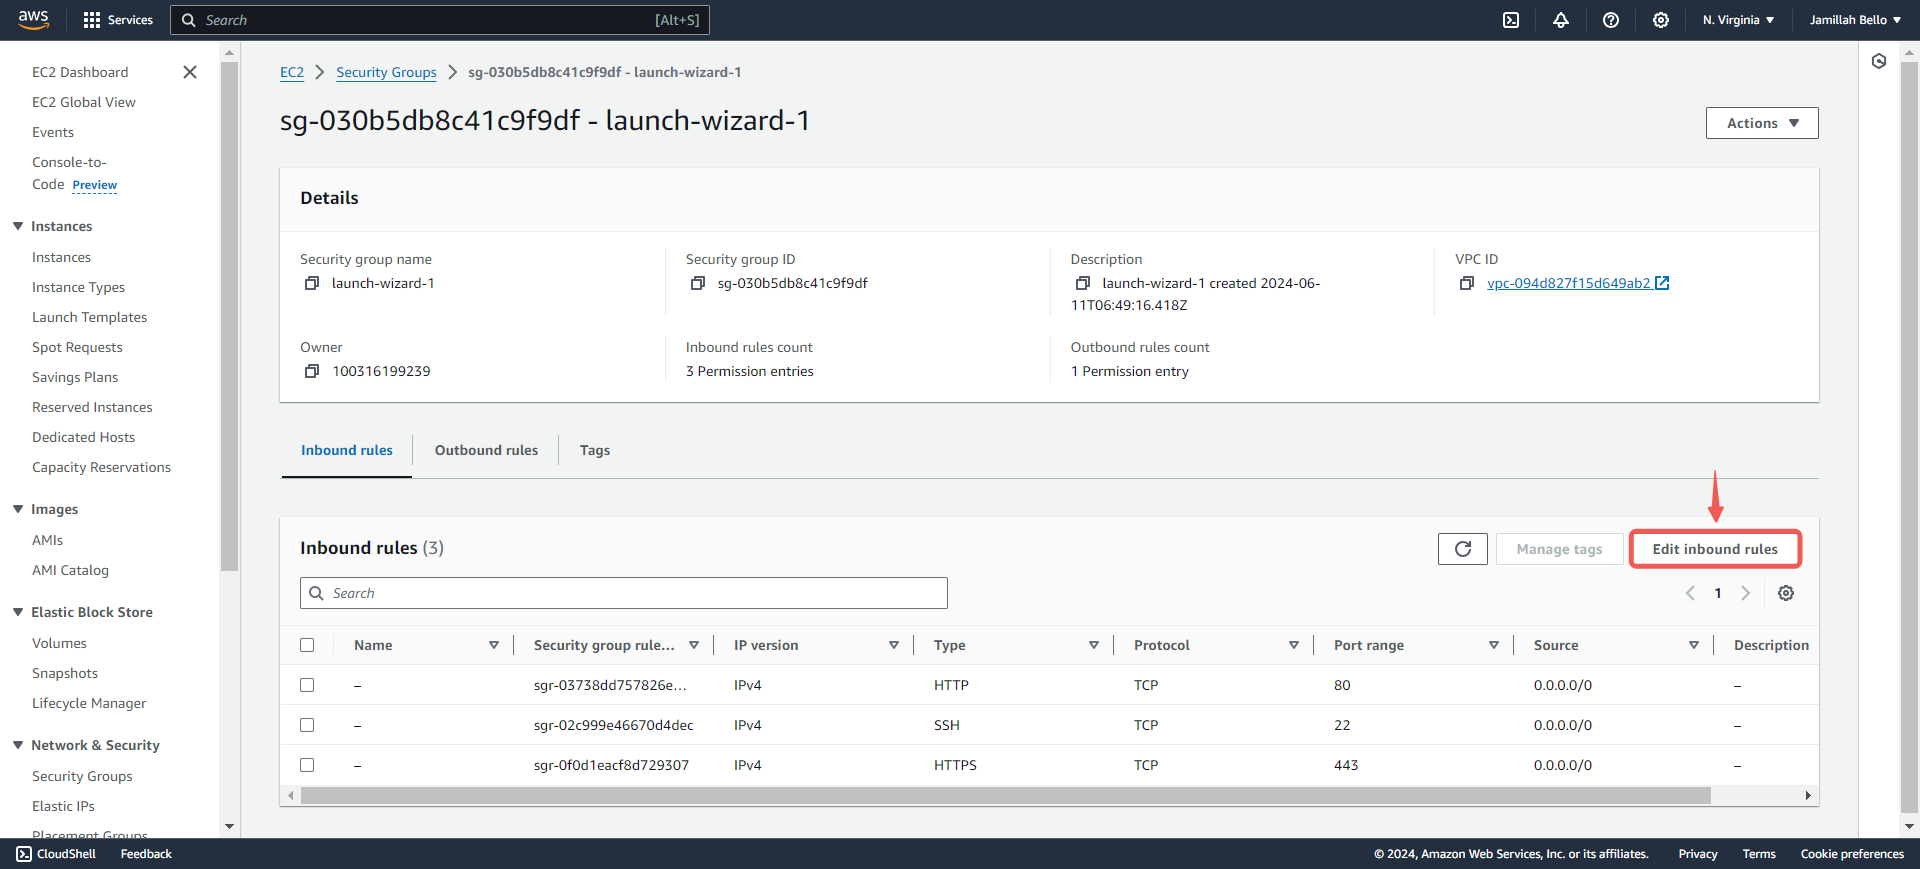 aws
Services
Search
[Alt+S]
N. Virginia
Jamillah Bello
EC2 Dashboard
EC2 Global View
Events
Console-to-
Code Preview
Instances
Instances
Instance Types
Launch Templates
Spot Requests
Savings Plans
Reserved Instances
Dedicated Hosts
Capacity Reservations
Images
AMIs
AMI Catalog
Elastic Block Store
Volumes
Snapshots
Lifecycle Manager
Network & Security
Security Groups
Elastic IPs
Placement Groups
EC2 Security Groups sg-030b5db8c41c9f9df - launch-wizard-1
sg-030b5db8c41c9f9df - launch-wizard-1
Actions
Details
Security group name
launch-wizard-1
Security group ID
sg-030b5db8c41c9f9df
Description
launch-wizard-1 created 2024-06-
11T06:49:16.418Z
VPC ID
vpc-094d827f15d649ab2
Owner
100316199239
Inbound rules count
3 Permission entries
Outbound rules count
1 Permission entry
Inbound rules
Outbound rules
Tags
Inbound rules (3)
Manage tags
Edit inbound rules
Search
1
Name Security group rule... IP version Type Protocol Port range Source Description
– sgr-03738dd757826e... IPv4 HTTP TCP 80 0.0.0.0/0 –
– sgr-02c999e46670d4dec IPv4 SSH TCP 22 0.0.0.0/0 –
– sgr-0f0d1eacf8d729307 IPv4 HTTPS TCP 443 0.0.0.0/0 –
CloudShell
Feedback
© 2024, Amazon Web Services, Inc. or its affiliates.
Privacy
Terms
Cookie preferences